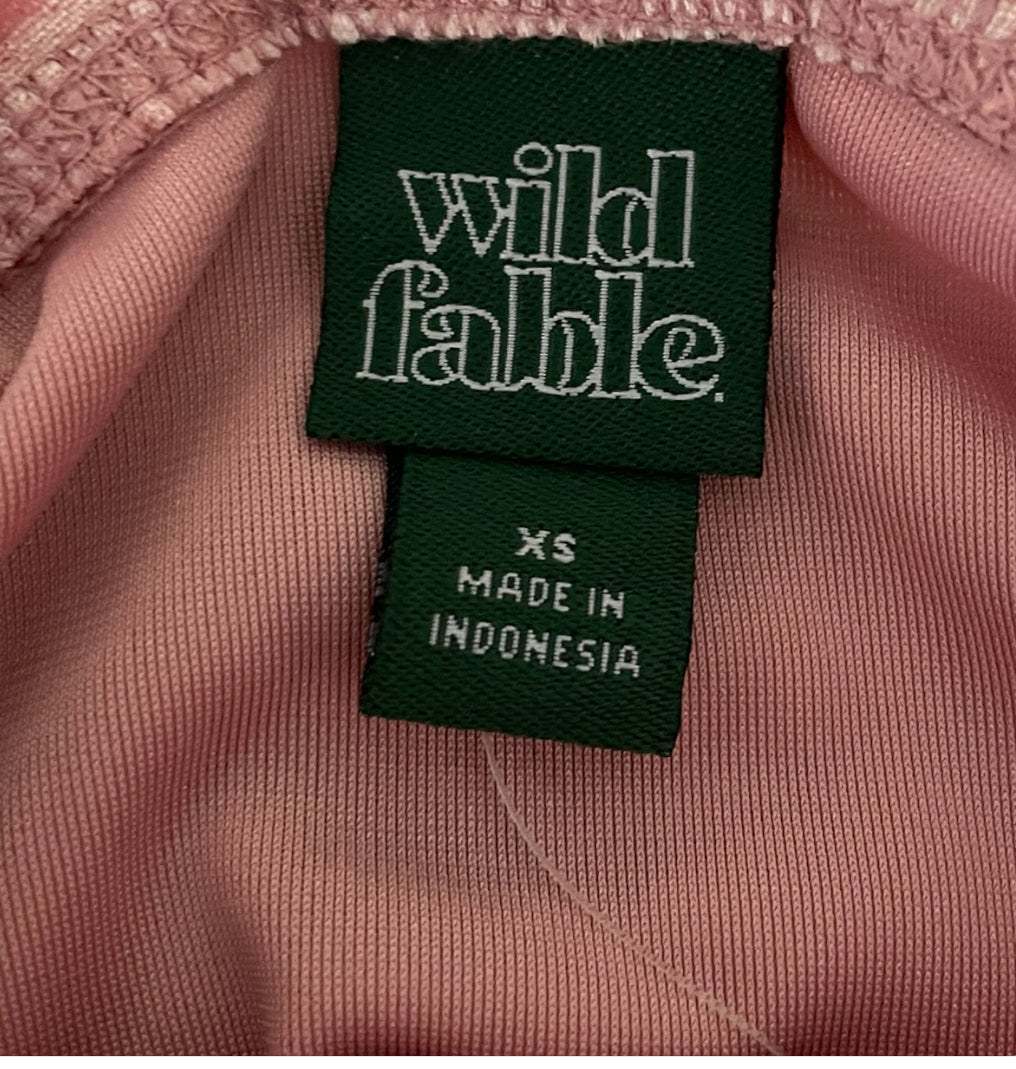 wild
fable.
XS
MADE IN
INDONESIA